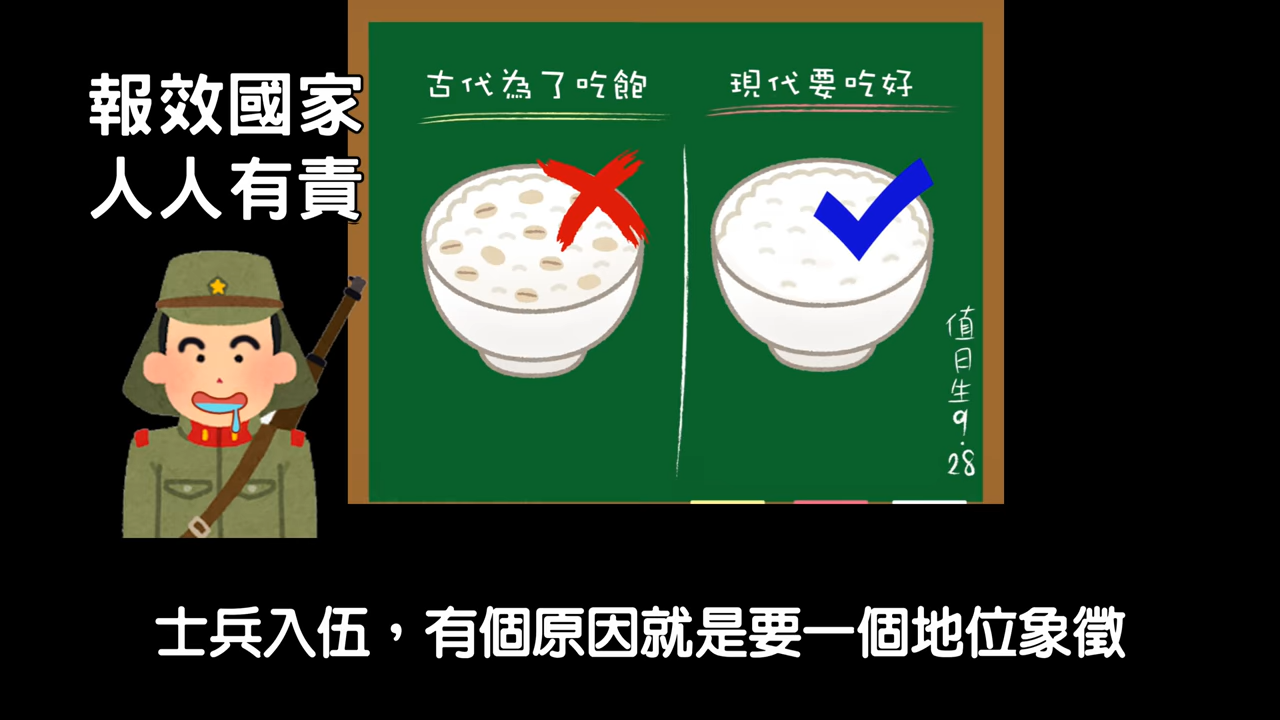 報效國家
人人有責
古代為了吃飽
現代要吃好
值日生9.28
士兵入伍，有個原因就是要一個地位象徵